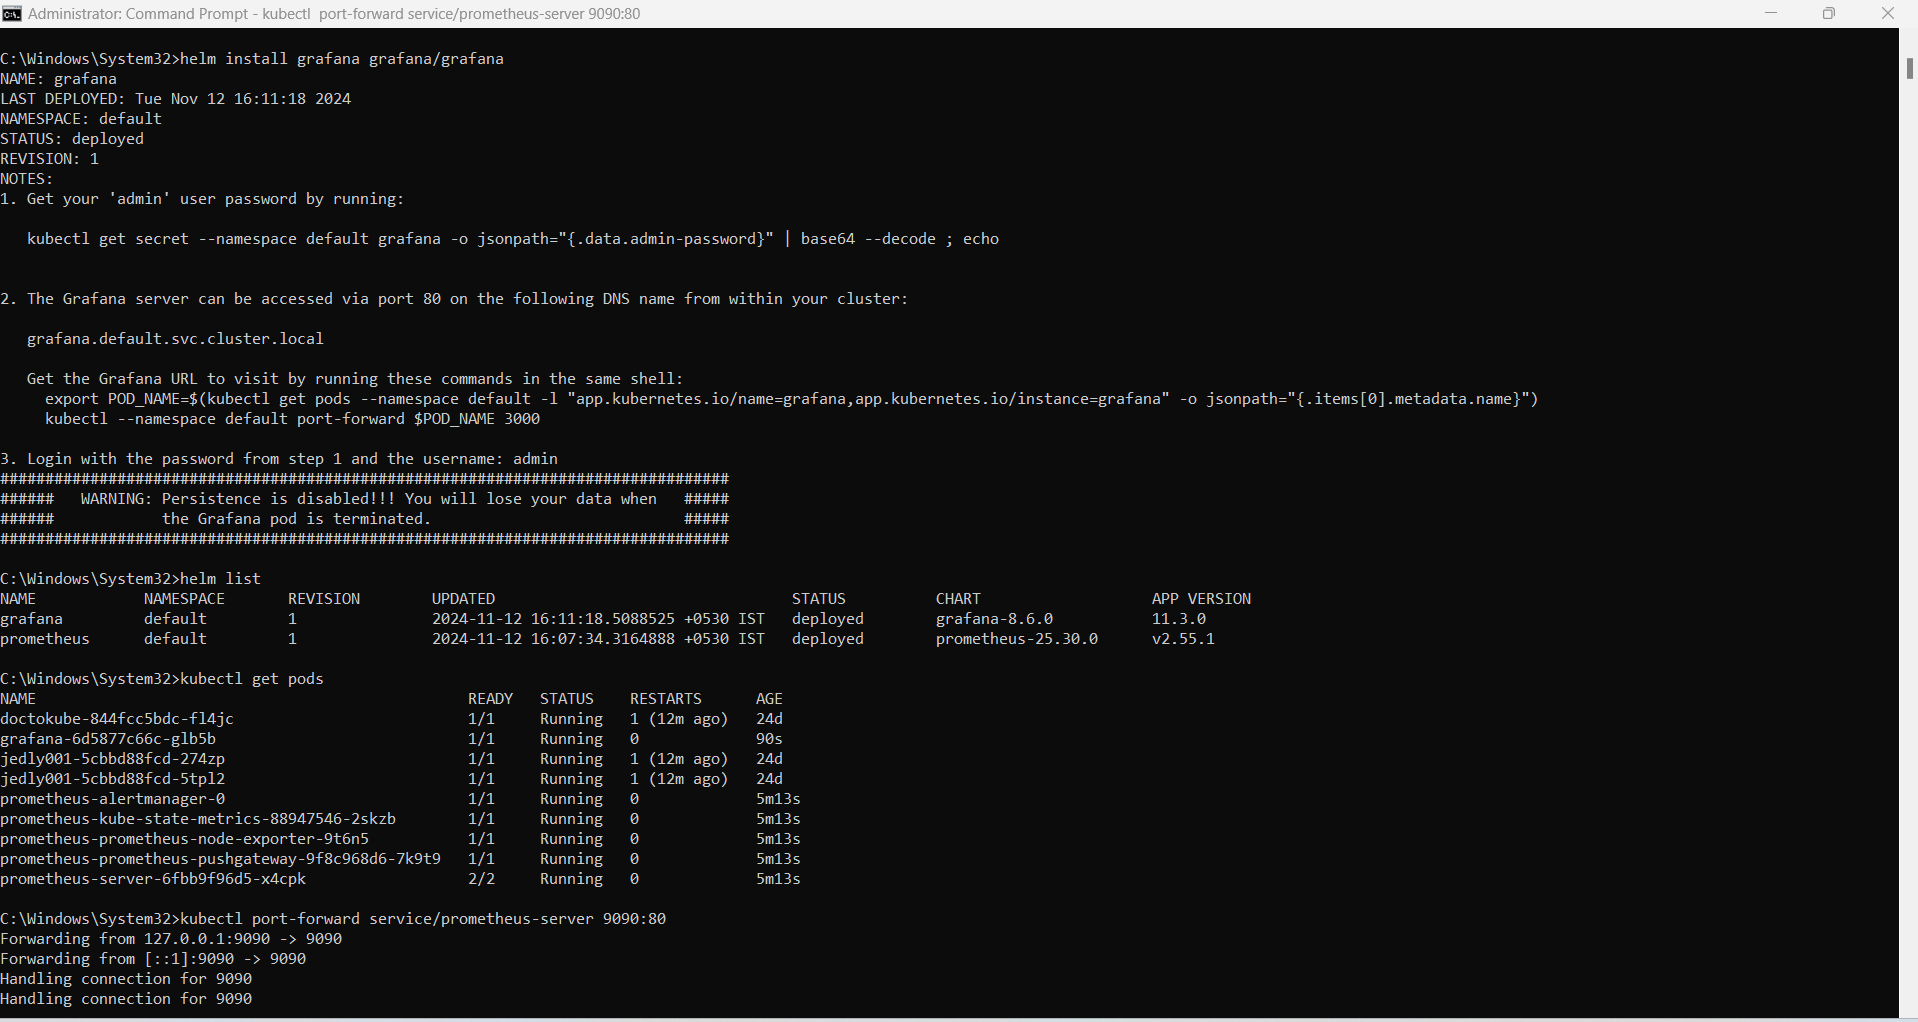 Administrator: Command Prompt - kubectl  port-forward service/prometheus-server 9090:80
C:\Windows\System32>helm install grafana grafana/grafana
NAME: grafana
LAST DEPLOYED: Tue Nov 12 16:11:18 2024
NAMESPACE: default
STATUS: deployed
REVISION: 1
NOTES:
1. Get your 'admin' user password by running:
   kubectl get secret --namespace default grafana -o jsonpath="{.data.admin-password}" | base64 --decode ; echo
2. The Grafana server can be accessed via port 80 on the following DNS name from within your cluster:
   grafana.default.svc.cluster.local
   Get the Grafana URL to visit by running these commands in the same shell:
     export POD_NAME=$(kubectl get pods --namespace default -l "app.kubernetes.io/name=grafana,app.kubernetes.io/instance=grafana" -o jsonpath="{.items[0].metadata.name}")
     kubectl --namespace default port-forward $POD_NAME 3000
3. Login with the password from step 1 and the username: admin
#################################################################################
######   WARNING: Persistence is disabled!!! You will lose your data when   #####
######            the Grafana pod is terminated.                            #####
#################################################################################
C:\Windows\System32>helm list
NAME            NAMESPACE       REVISION        UPDATED                                 STATUS          CHART                   APP VERSION
grafana         default         1               2024-11-12 16:11:18.5088525 +0530 IST   deployed        grafana-8.6.0           11.3.0
prometheus      default         1               2024-11-12 16:07:34.3164888 +0530 IST   deployed        prometheus-25.30.0      v2.55.1
C:\Windows\System32>kubectl get pods
NAME                                                READY   STATUS    RESTARTS      AGE
doctokube-844fcc5bdc-fl4jc                          1/1     Running   1 (12m ago)   24d
grafana-6d5877c66c-glb5b                            1/1     Running   0             90s
jedly001-5cbbd88fcd-274zp                           1/1     Running   1 (12m ago)   24d
jedly001-5cbbd88fcd-5tpl2                           1/1     Running   1 (12m ago)   24d
prometheus-alertmanager-0                           1/1     Running   0             5m13s
prometheus-kube-state-metrics-88947546-2skzb        1/1     Running   0             5m13s
prometheus-prometheus-node-exporter-9t6n5           1/1     Running   0             5m13s
prometheus-prometheus-pushgateway-9f8c968d6-7k9t9   1/1     Running   0             5m13s
prometheus-server-6fbb9f96d5-x4cpk                  2/2     Running   0             5m13s
C:\Windows\System32>kubectl port-forward service/prometheus-server 9090:80
Forwarding from 127.0.0.1:9090 -> 9090
Forwarding from [::1]:9090 -> 9090
Handling connection for 9090
Handling connection for 9090